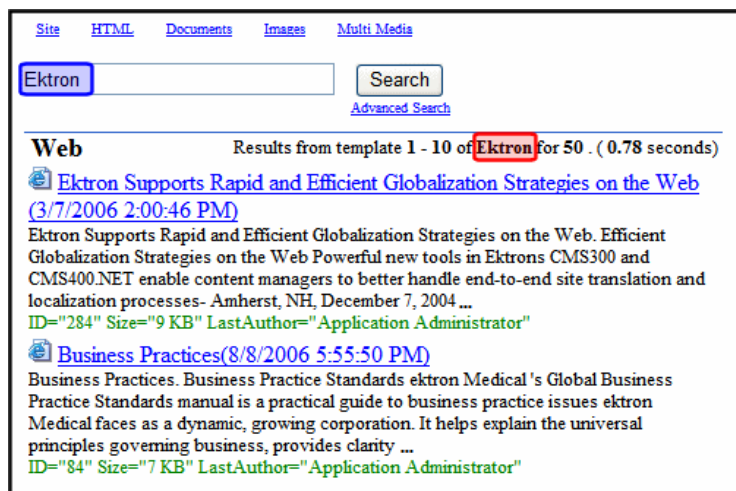 Site HTML Documents Images Multi Media
Ektron Search
Advanced Search
Web Results from template 1 - 10 of Ektron for 50 . ( 0.78 seconds)
Ektron Supports Rapid and Efficient Globalization Strategies on the Web
(3/7/2006 2:00:46 PM)
Ektron Supports Rapid and Efficient Globalization Strategies on the Web. Efficient
Globalization Strategies on the Web Powerful new tools in Ektrons CMS300 and
CMS400.NET enable content managers to better handle end-to-end site translation and
localization processes- Amherst, NH, December 7, 2004 ...
ID="284" Size="9 KB" LastAuthor="Application Administrator"
Business Practices(8/8/2006 5:55:50 PM)
Business Practices. Business Practice Standards ektron Medical 's Global Business
Practice Standards manual is a practical guide to business practice issues ektron
Medical faces as a dynamic, growing corporation. It helps explain the universal
principles governing business, provides clarity ...
ID="84" Size="7 KB" LastAuthor="Application Administrator"